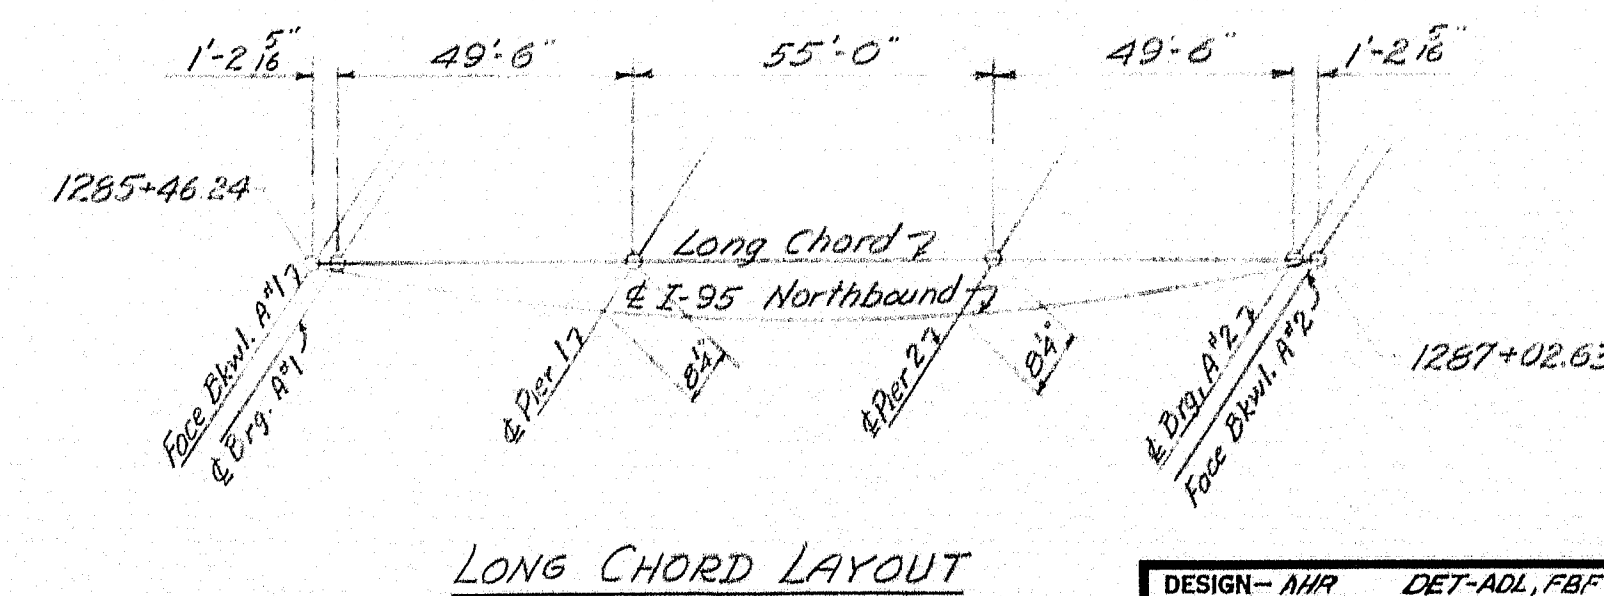 1'-2 5/16" 49'-6" 55'-0" 49'-6" 1'-2 5/16"
1285+46.24
Long Chord
℄ I-95 Northbound
Face Bkwl. A#1
℄ Brg. A#1
℄ Pier 1
8¼"
℄ Pier 2
8¼"
℄ Brg. A#2
Face Bkwl. A#2
1287+02.63
LONG CHORD LAYOUT
DESIGN- AHR DET-ADL, FBF